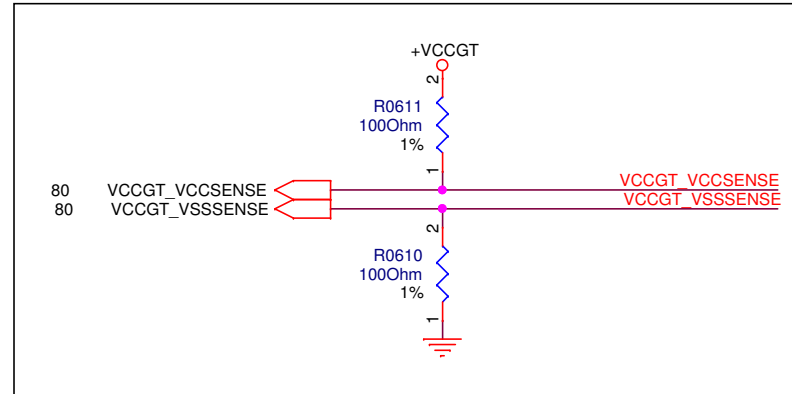 +VCCGT
2
R0611
100Ohm
1%
1
80 VCCGT_VCCSENSE VCCGT_VCCSENSE
80 VCCGT_VSSSENSE VCCGT_VSSSENSE
2
R0610
100Ohm
1%
1